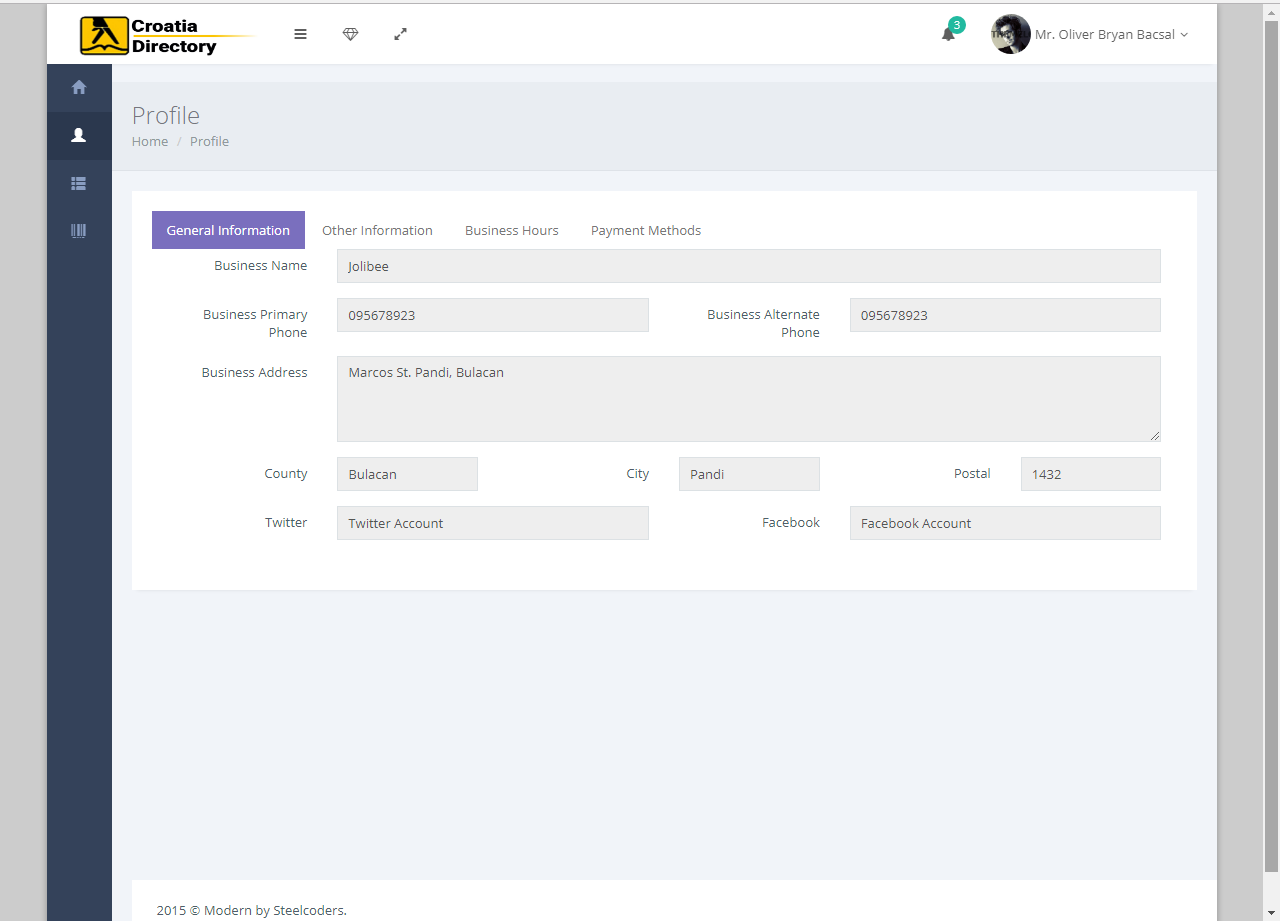 Croatia
Directory
3
Mr. Oliver Bryan Bacsal
Profile
Home / Profile
General Information Other Information Business Hours Payment Methods
Business Name Jolibee
Business Primary Phone 095678923 Business Alternate Phone 095678923
Business Address Marcos St. Pandi, Bulacan
County Bulacan City Pandi Postal 1432
Twitter Twitter Account Facebook Facebook Account
2015 © Modern by Steelcoders.